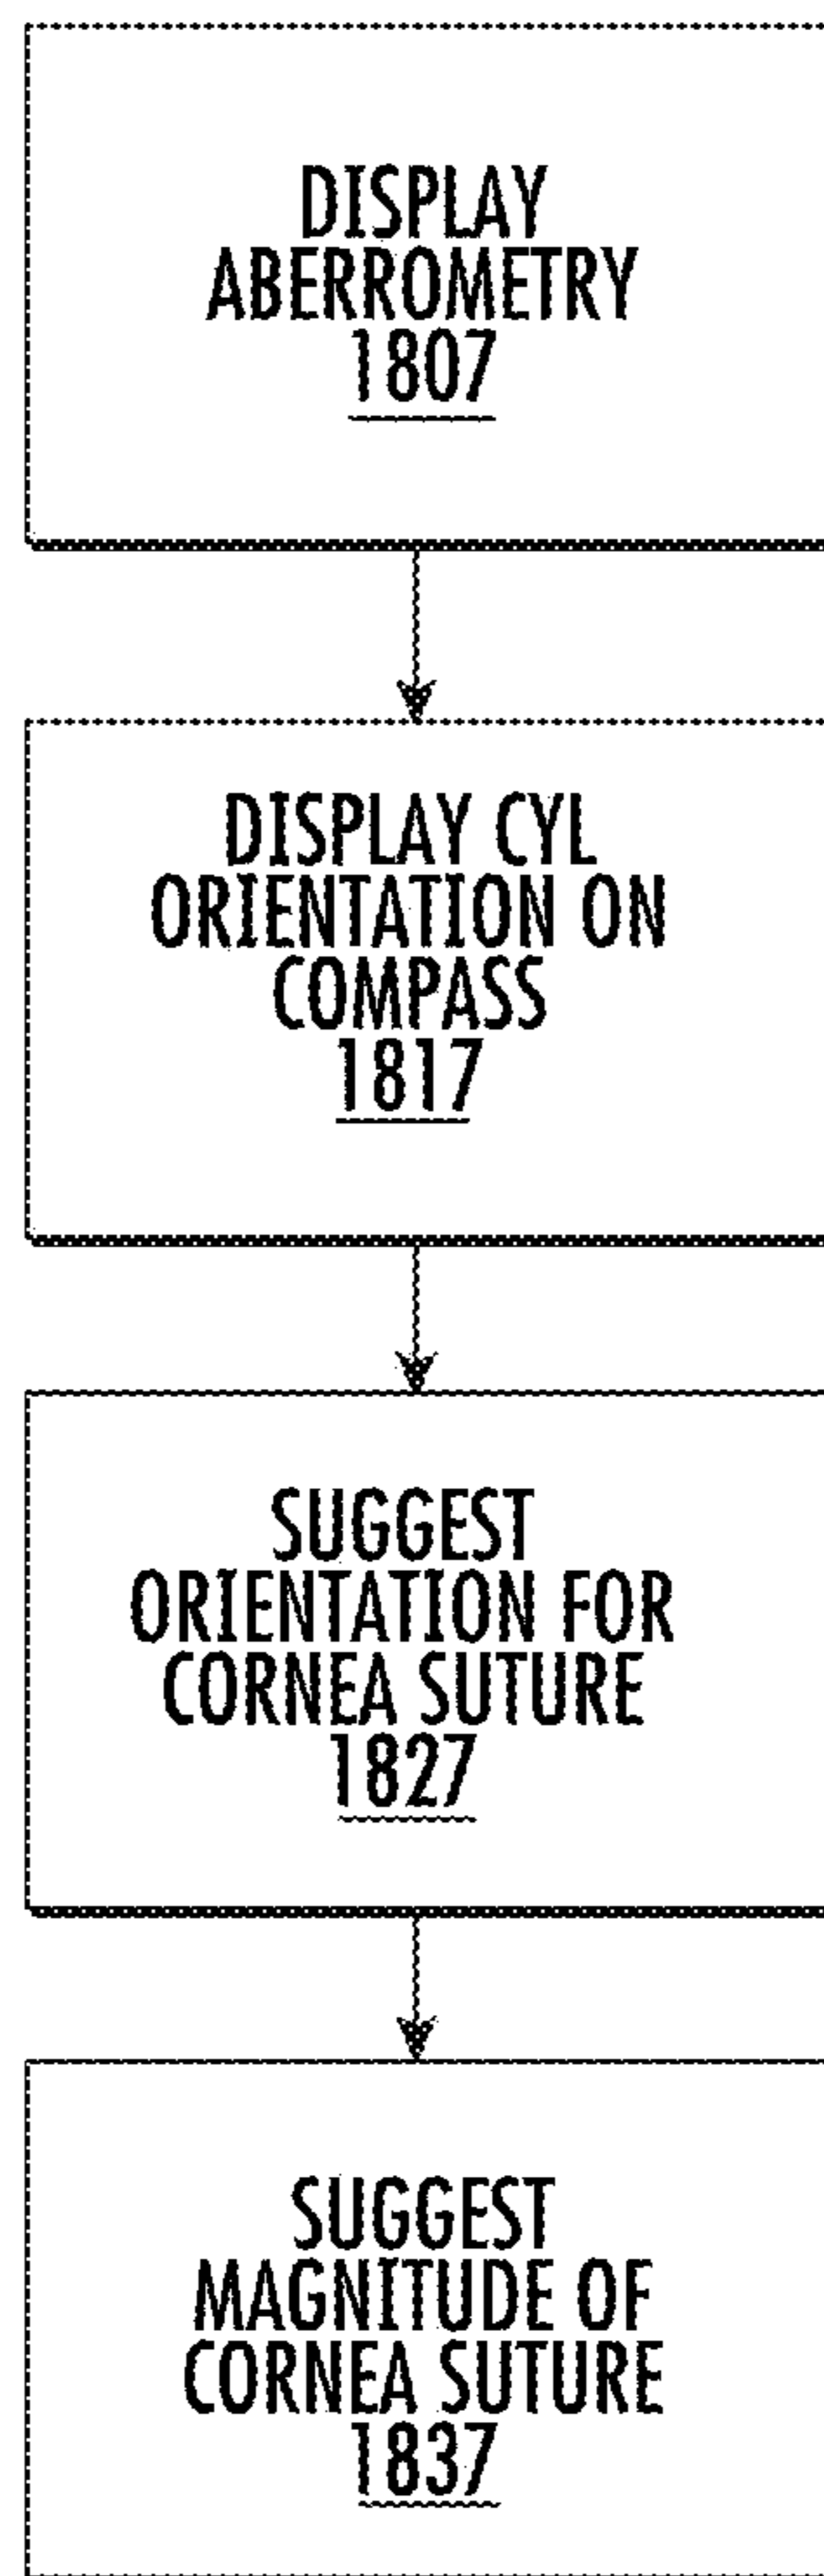 DISPLAY
ABERROMETRY
1807
DISPLAY CYL
ORIENTATION ON
COMPASS
1817
SUGGEST
ORIENTATION FOR
CORNEA SUTURE
1827
SUGGEST
MAGNITUDE OF
CORNEA SUTURE
1837